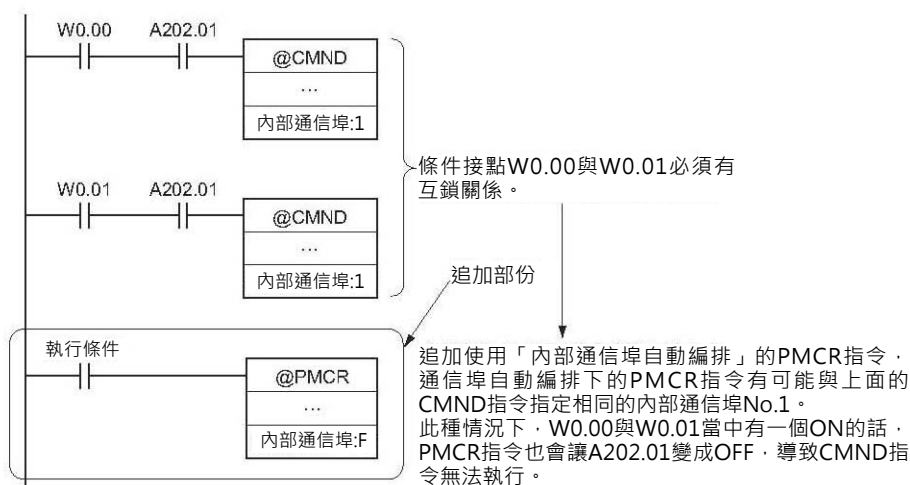 W0.00 A202.01
@CMND
...
內部通信埠:1
條件接點W0.00與W0.01必須有
互鎖關係。
W0.01 A202.01
@CMND
...
內部通信埠:1
追加部份
執行條件
@PMCR
...
內部通信埠:F
追加使用「內部通信埠自動編排」的PMCR指令，
通信埠自動編排下的PMCR指令有可能與上面的
CMND指令指定相同的內部通信埠No.1。
此種情況下，W0.00與W0.01當中有一個ON的話，
PMCR指令也會讓A202.01變成OFF，導致CMND指
令無法執行。